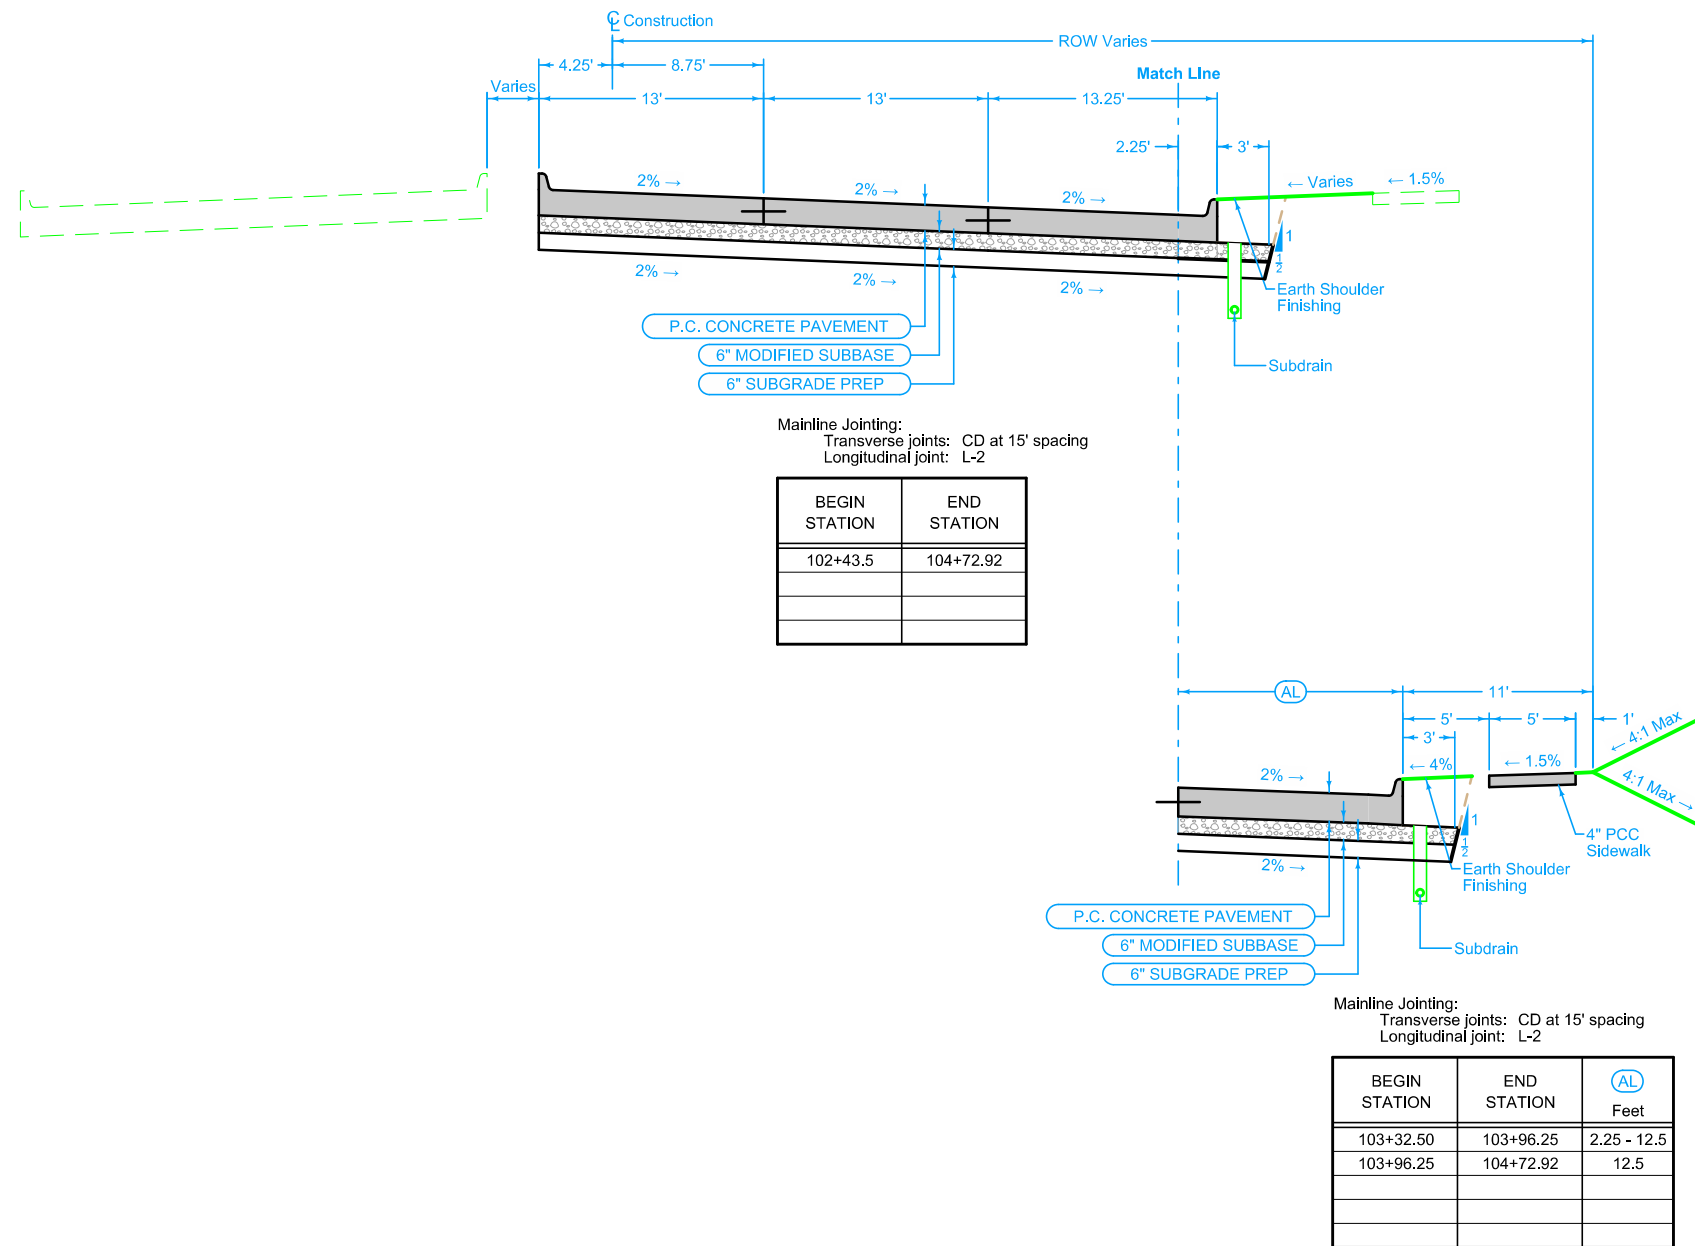 ℄ Construction
ROW Varies
4.25'
8.75'
Match LIne
Varies
13'
13'
13.25'
2.25'
3'
2% →
2% →
2% →
← Varies
← 1.5%
1
1/2
2% →
2% →
2% →
Earth Shoulder
Finishing
P.C. CONCRETE PAVEMENT
6" MODIFIED SUBBASE
6" SUBGRADE PREP
Subdrain
Mainline Jointing:
Transverse joints: CD at 15' spacing
Longitudinal joint: L-2
BEGIN STATION END STATION
102+43.5 104+72.92
AL
11'
5'
5'
1'
3'
← 4:1 Max
4:1 Max →
2% →
← 4%
← 1.5%
1
1/2
2% →
4" PCC
Sidewalk
Earth Shoulder
Finishing
P.C. CONCRETE PAVEMENT
6" MODIFIED SUBBASE
6" SUBGRADE PREP
Subdrain
Mainline Jointing:
Transverse joints: CD at 15' spacing
Longitudinal joint: L-2
BEGIN STATION END STATION AL Feet
103+32.50 103+96.25 2.25 - 12.5
103+96.25 104+72.92 12.5